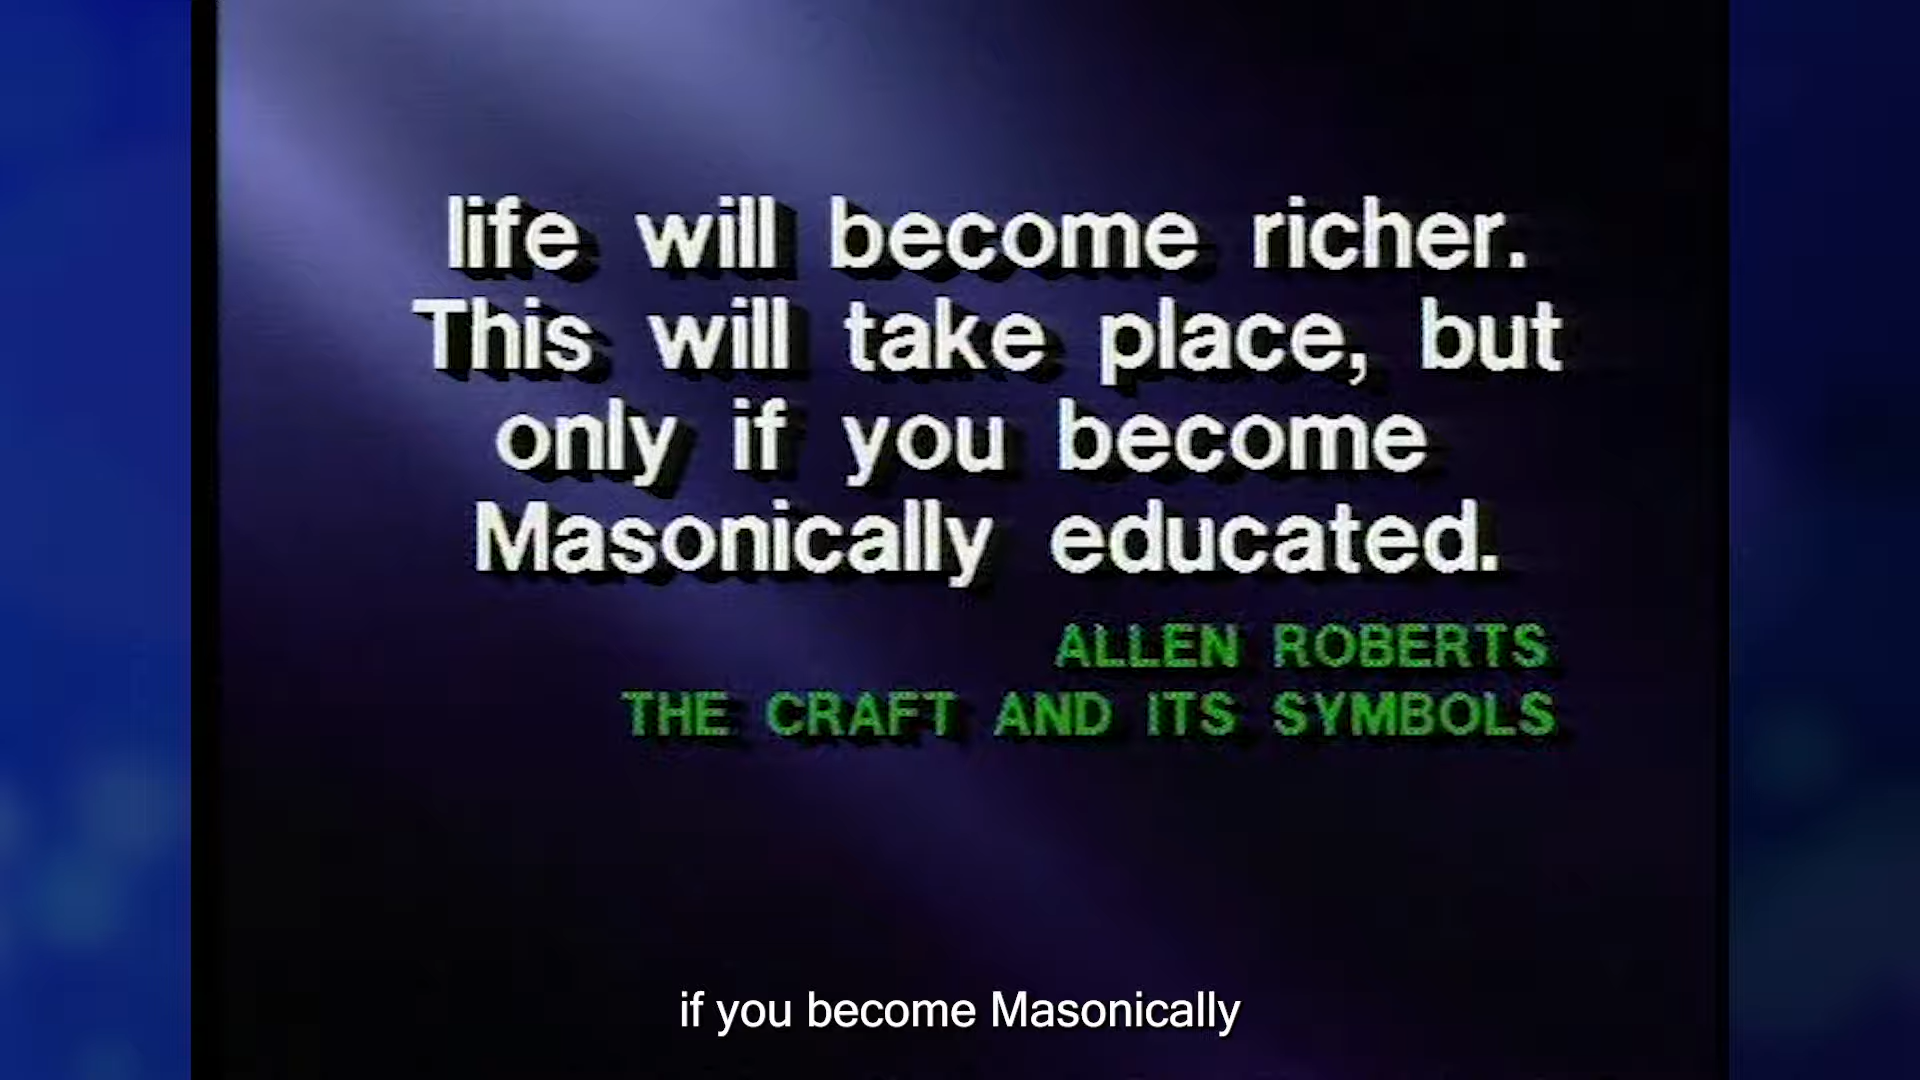 life will become richer.
This will take place, but
only if you become
Masonically educated.
ALLEN ROBERTS
THE CRAFT AND ITS SYMBOLS
if you become Masonically